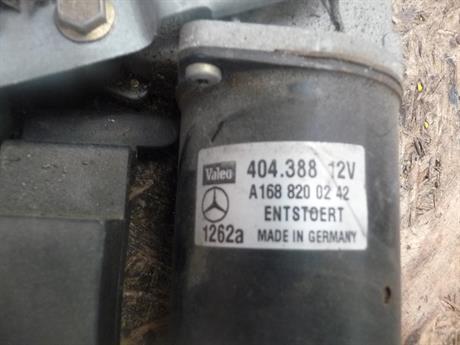 Valeo 404.388 12V
A168 820 02 42
ENTSTOERT
1262a MADE IN GERMANY